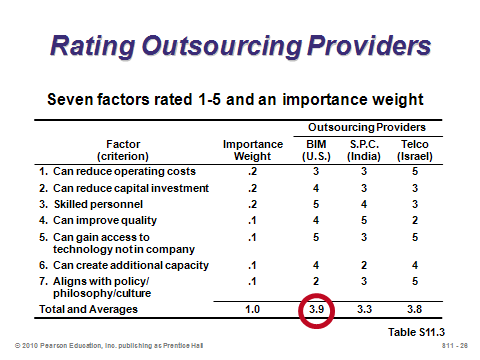 Rating Outsourcing Providers
Seven factors rated 1-5 and an importance weight
Outsourcing Providers
Factor Importance BIM S.P.C. Telco
(criterion) Weight (U.S.) (India) (Israel)
1. Can reduce operating costs .2 3 3 5
2. Can reduce capital investment .2 4 3 3
3. Skilled personnel .2 5 4 3
4. Can improve quality .1 4 5 2
5. Can gain access to .1 5 3 5
technology not in company
6. Can create additional capacity .1 4 2 4
7. Aligns with policy/ .1 2 3 5
philosophy/culture
Total and Averages 1.0 3.9 3.3 3.8
Table S11.3
© 2010 Pearson Education, Inc. publishing as Prentice Hall S11 - 26